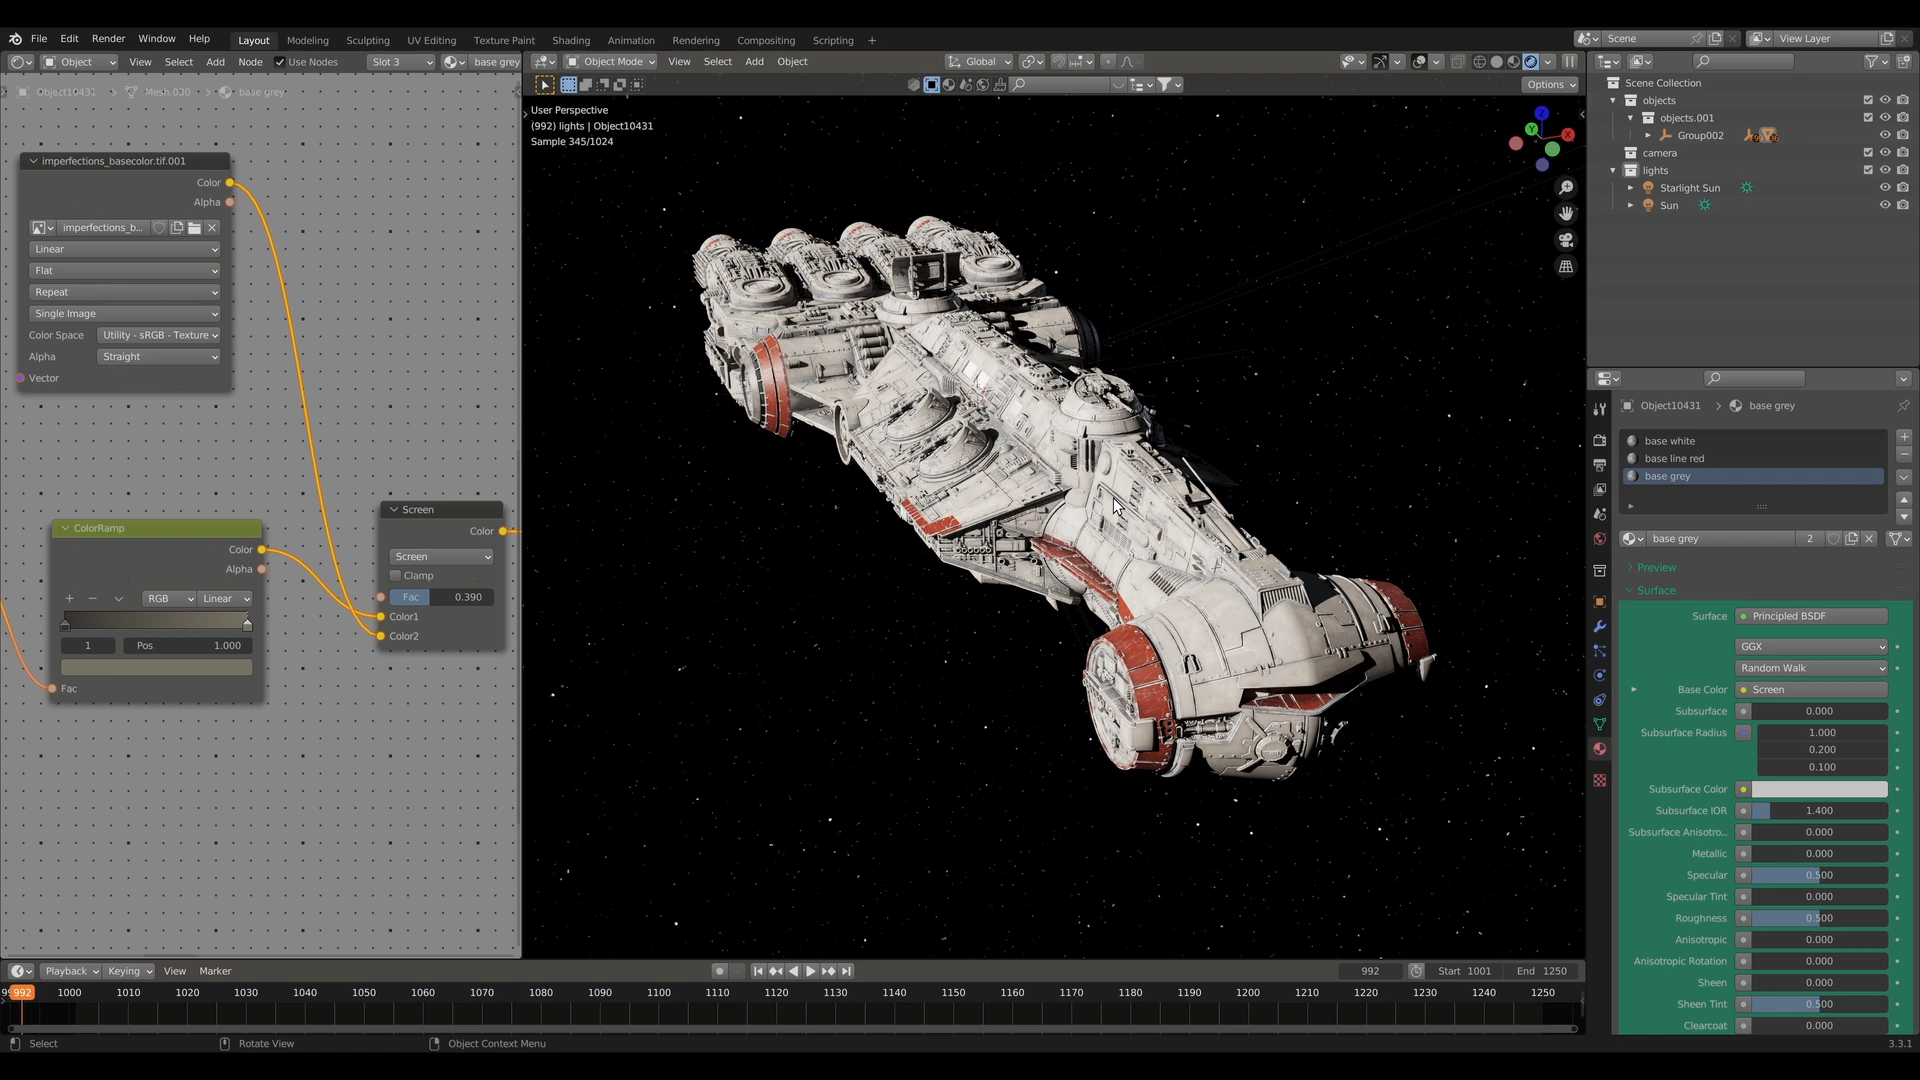 File Edit Render Window Help Layout Modeling Sculpting UV Editing Texture Paint Shading Animation Rendering Compositing Scripting + Scene View Layer
Object View Select Add Node Use Nodes Slot 3 base grey
Object Mode View Select Add Object Global
Options
Object10431 > Mesh.030 > base grey
User Perspective
(992) lights | Object10431
Sample 345/1024
Z
Y
X
imperfections_basecolor.tif.001
Color
Alpha
imperfections_b...
Linear
Flat
Repeat
Single Image
Color Space Utility - sRGB - Texture
Alpha Straight
Vector
ColorRamp
Color
Alpha
RGB Linear
1 Pos 1.000
Fac
Screen
Color
Screen
Clamp
Fac 0.390
Color1
Color2
Scene Collection
objects
objects.001
Group002
camera
lights
Starlight Sun
Sun
Object10431 > base grey
base white
base line red
base grey
base grey 2
Preview
Surface
Surface Principled BSDF
GGX
Random Walk
Base Color Screen
Subsurface 0.000
Subsurface Radius 1.000
0.200
0.100
Subsurface Color
Subsurface IOR 1.400
Subsurface Anisotro... 0.000
Metallic 0.000
Specular 0.500
Specular Tint 0.000
Roughness 0.500
Anisotropic 0.000
Anisotropic Rotation 0.000
Sheen 0.000
Sheen Tint 0.500
Clearcoat 0.000
Playback Keying View Marker 992 Start 1001 End 1250
992 1000 1010 1020 1030 1040 1050 1060 1070 1080 1090 1100 1110 1120 1130 1140 1150 1160 1170 1180 1190 1200 1210 1220 1230 1240 1250
Select Rotate View Object Context Menu 3.3.1